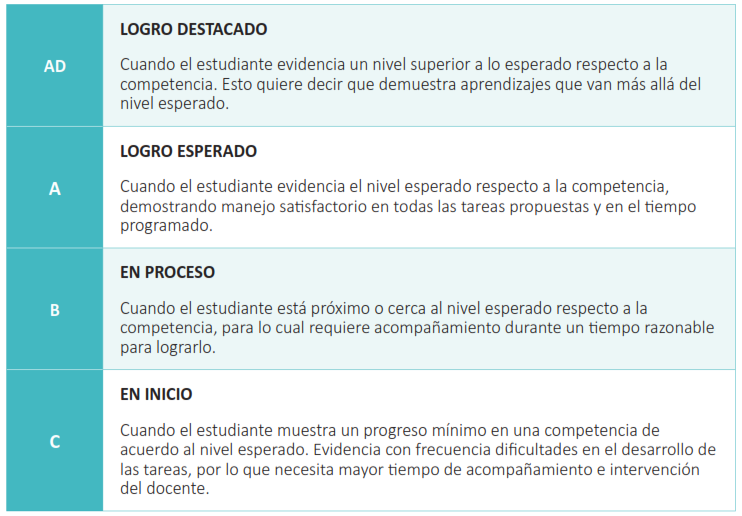 AD
LOGRO DESTACADO
Cuando el estudiante evidencia un nivel superior a lo esperado respecto a la
competencia. Esto quiere decir que demuestra aprendizajes que van más allá del
nivel esperado.
A
LOGRO ESPERADO
Cuando el estudiante evidencia el nivel esperado respecto a la competencia,
demostrando manejo satisfactorio en todas las tareas propuestas y en el tiempo
programado.
B
EN PROCESO
Cuando el estudiante está próximo o cerca al nivel esperado respecto a la
competencia, para lo cual requiere acompañamiento durante un tiempo razonable
para lograrlo.
C
EN INICIO
Cuando el estudiante muestra un progreso mínimo en una competencia de
acuerdo al nivel esperado. Evidencia con frecuencia dificultades en el desarrollo de
las tareas, por lo que necesita mayor tiempo de acompañamiento e intervención
del docente.